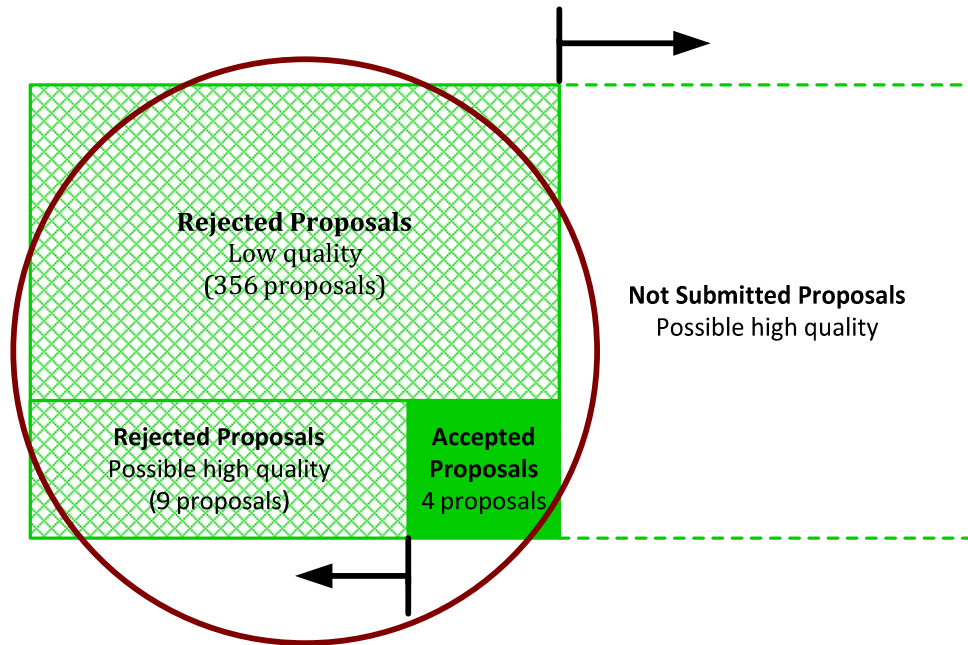 Rejected Proposals
Low quality
(356 proposals)
Not Submitted Proposals
Possible high quality
Rejected Proposals
Possible high quality
(9 proposals)
Accepted
Proposals
4 proposals